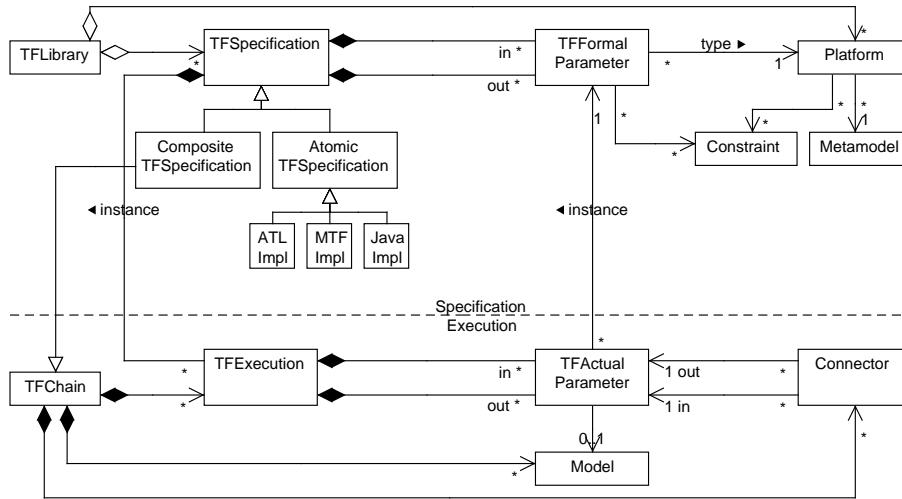 *
TFLibrary
*
TFSpecification
in *
out *
TFFormal
Parameter
type ►
*
1
Platform
*
*
*
1
Constraint
Metamodel
*
*
Composite
TFSpecification
Atomic
TFSpecification
◄ instance
ATL
Impl
MTF
Impl
Java
Impl
1
◄ instance
Specification
Execution
*
TFChain
*
*
TFExecution
in *
out *
TFActual
Parameter
1 out
1 in
*
*
Connector
0..1
*
Model
*